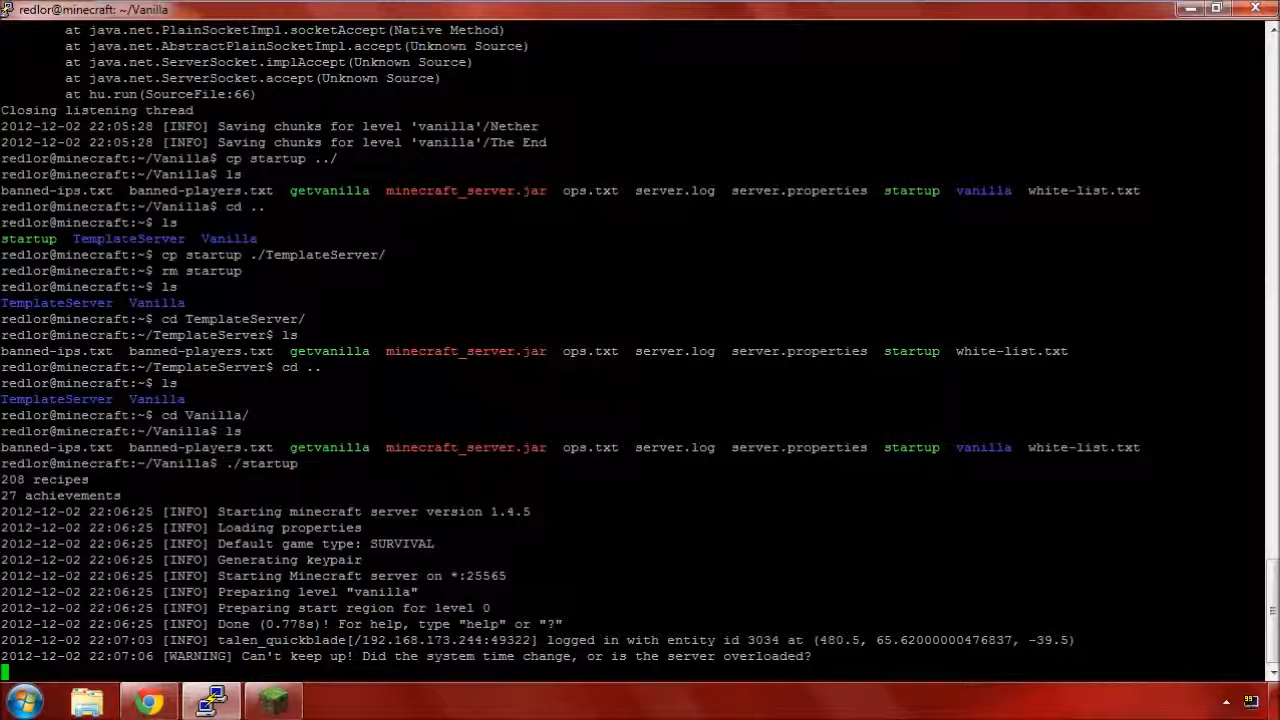 redlor@minecraft: ~/Vanilla
at java.net.PlainSocketImpl.socketAccept(Native Method)
at java.net.AbstractPlainSocketImpl.accept(Unknown Source)
at java.net.ServerSocket.implAccept(Unknown Source)
at java.net.ServerSocket.accept(Unknown Source)
at hu.run(SourceFile:66)
Closing listening thread
2012-12-02 22:05:28 [INFO] Saving chunks for level 'vanilla'/Nether
2012-12-02 22:05:28 [INFO] Saving chunks for level 'vanilla'/The End
redlor@minecraft:~/Vanilla$ cp startup ../
redlor@minecraft:~/Vanilla$ ls
banned-ips.txt  banned-players.txt  getvanilla  minecraft_server.jar  ops.txt  server.log  server.properties  startup  vanilla  white-list.txt
redlor@minecraft:~/Vanilla$ cd ..
redlor@minecraft:~$ ls
startup  TemplateServer  Vanilla
redlor@minecraft:~$ cp startup ./TemplateServer/
redlor@minecraft:~$ rm startup
redlor@minecraft:~$ ls
TemplateServer  Vanilla
redlor@minecraft:~$ cd TemplateServer/
redlor@minecraft:~/TemplateServer$ ls
banned-ips.txt  banned-players.txt  getvanilla  minecraft_server.jar  ops.txt  server.log  server.properties  startup  white-list.txt
redlor@minecraft:~/TemplateServer$ cd ..
redlor@minecraft:~$ ls
TemplateServer  Vanilla
redlor@minecraft:~$ cd Vanilla/
redlor@minecraft:~/Vanilla$ ls
banned-ips.txt  banned-players.txt  getvanilla  minecraft_server.jar  ops.txt  server.log  server.properties  startup  vanilla  white-list.txt
redlor@minecraft:~/Vanilla$ ./startup
208 recipes
27 achievements
2012-12-02 22:06:25 [INFO] Starting minecraft server version 1.4.5
2012-12-02 22:06:25 [INFO] Loading properties
2012-12-02 22:06:25 [INFO] Default game type: SURVIVAL
2012-12-02 22:06:25 [INFO] Generating keypair
2012-12-02 22:06:25 [INFO] Starting Minecraft server on *:25565
2012-12-02 22:06:25 [INFO] Preparing level "vanilla"
2012-12-02 22:06:25 [INFO] Preparing start region for level 0
2012-12-02 22:06:25 [INFO] Done (0.778s)! For help, type "help" or "?"
2012-12-02 22:07:03 [INFO] talen_quickblade[/192.168.173.244:49322] logged in with entity id 3034 at (480.5, 65.62000000476837, -39.5)
2012-12-02 22:07:06 [WARNING] Can't keep up! Did the system time change, or is the server overloaded?
99